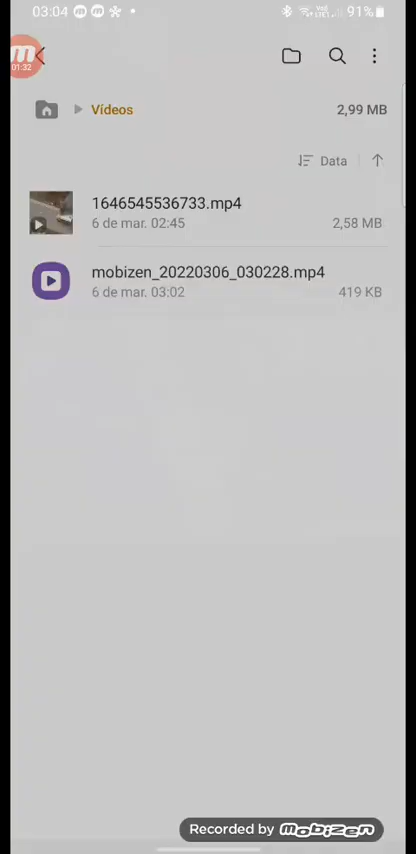 03:04 91%
01:32
Vídeos 2,99 MB
Data
1646545536733.mp4
6 de mar. 02:45 2,58 MB
mobizen_20220306_030228.mp4
6 de mar. 03:02 419 KB
Recorded by mobizen